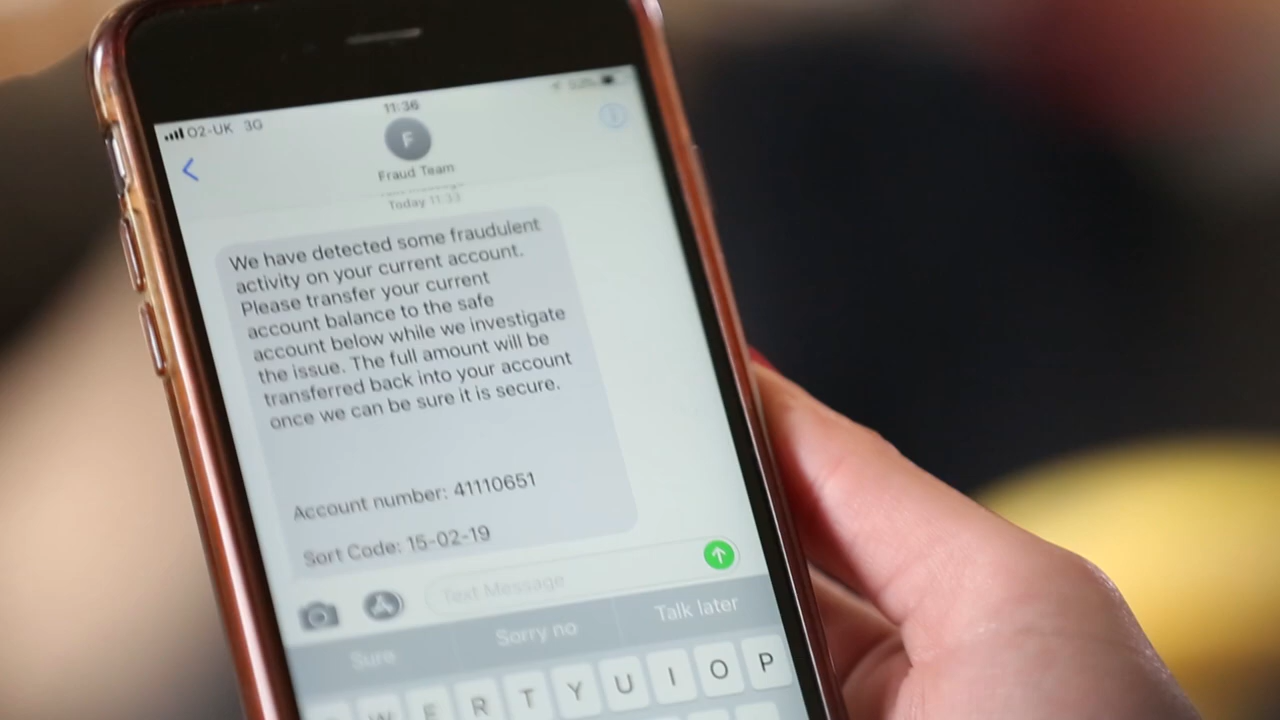 O2-UK 3G
11:36
F
Fraud Team
Today 11:33
We have detected some fraudulent
activity on your current account.
Please transfer your current
account balance to the safe
account below while we investigate
the issue. The full amount will be
transferred back into your account
once we can be sure it is secure.
Account number: 41110651
Sort Code: 15-02-19
Text Message
Sure Sorry no Talk later
W E R T Y U I O P